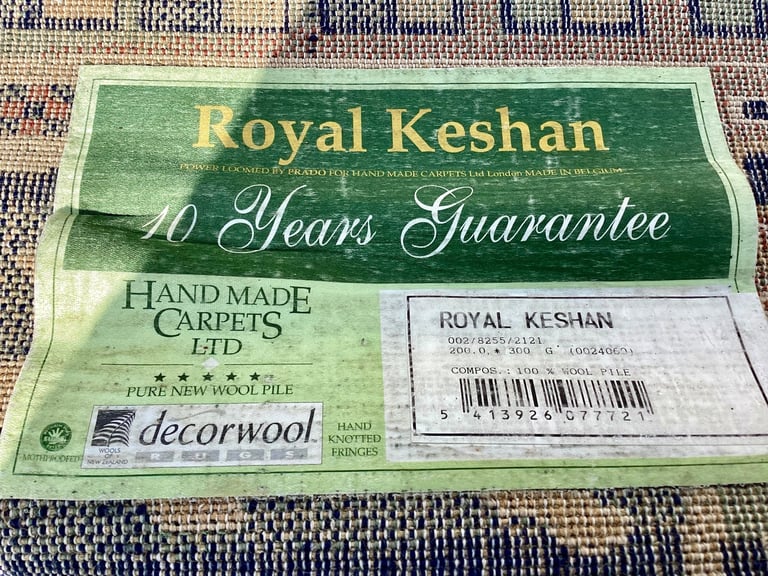 Royal Keshan
POWER LOOMED BY PRADO FOR HAND MADE CARPETS Ltd London MADE IN BELGIUM
10 Years Guarantee
HAND MADE
CARPETS
LTD
PURE NEW WOOL PILE
WOOLS
OF
NEW ZEALAND
decorwool
RUGS
HAND
KNOTTED
FRINGES
MOTHPROOFED
ROYAL KESHAN
002/8255/2121
200.0.* 300 G (0024060)
COMPOS.: 100 % WOOL PILE
5 413926 077721